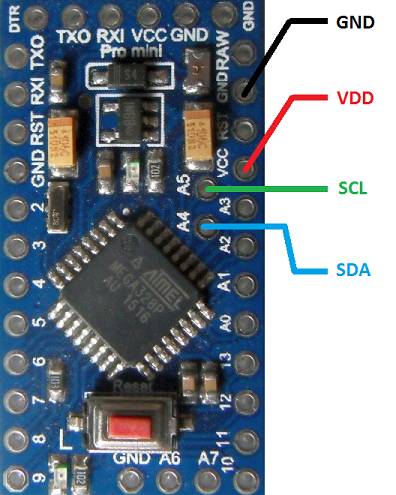 DTR TXO RXI VCC GND GND
Pro mini
TXO
RXI
RST
GND
2
3
4
5
6
7
8
9
RAW
GND
RST
VCC
A3
A2
A1
A0
13
12
11
10
A5
A4
ATMEL
MEGA328P
AU 1516
Reset
L
GND A6 A7
S4
102
GND
VDD
SCL
SDA